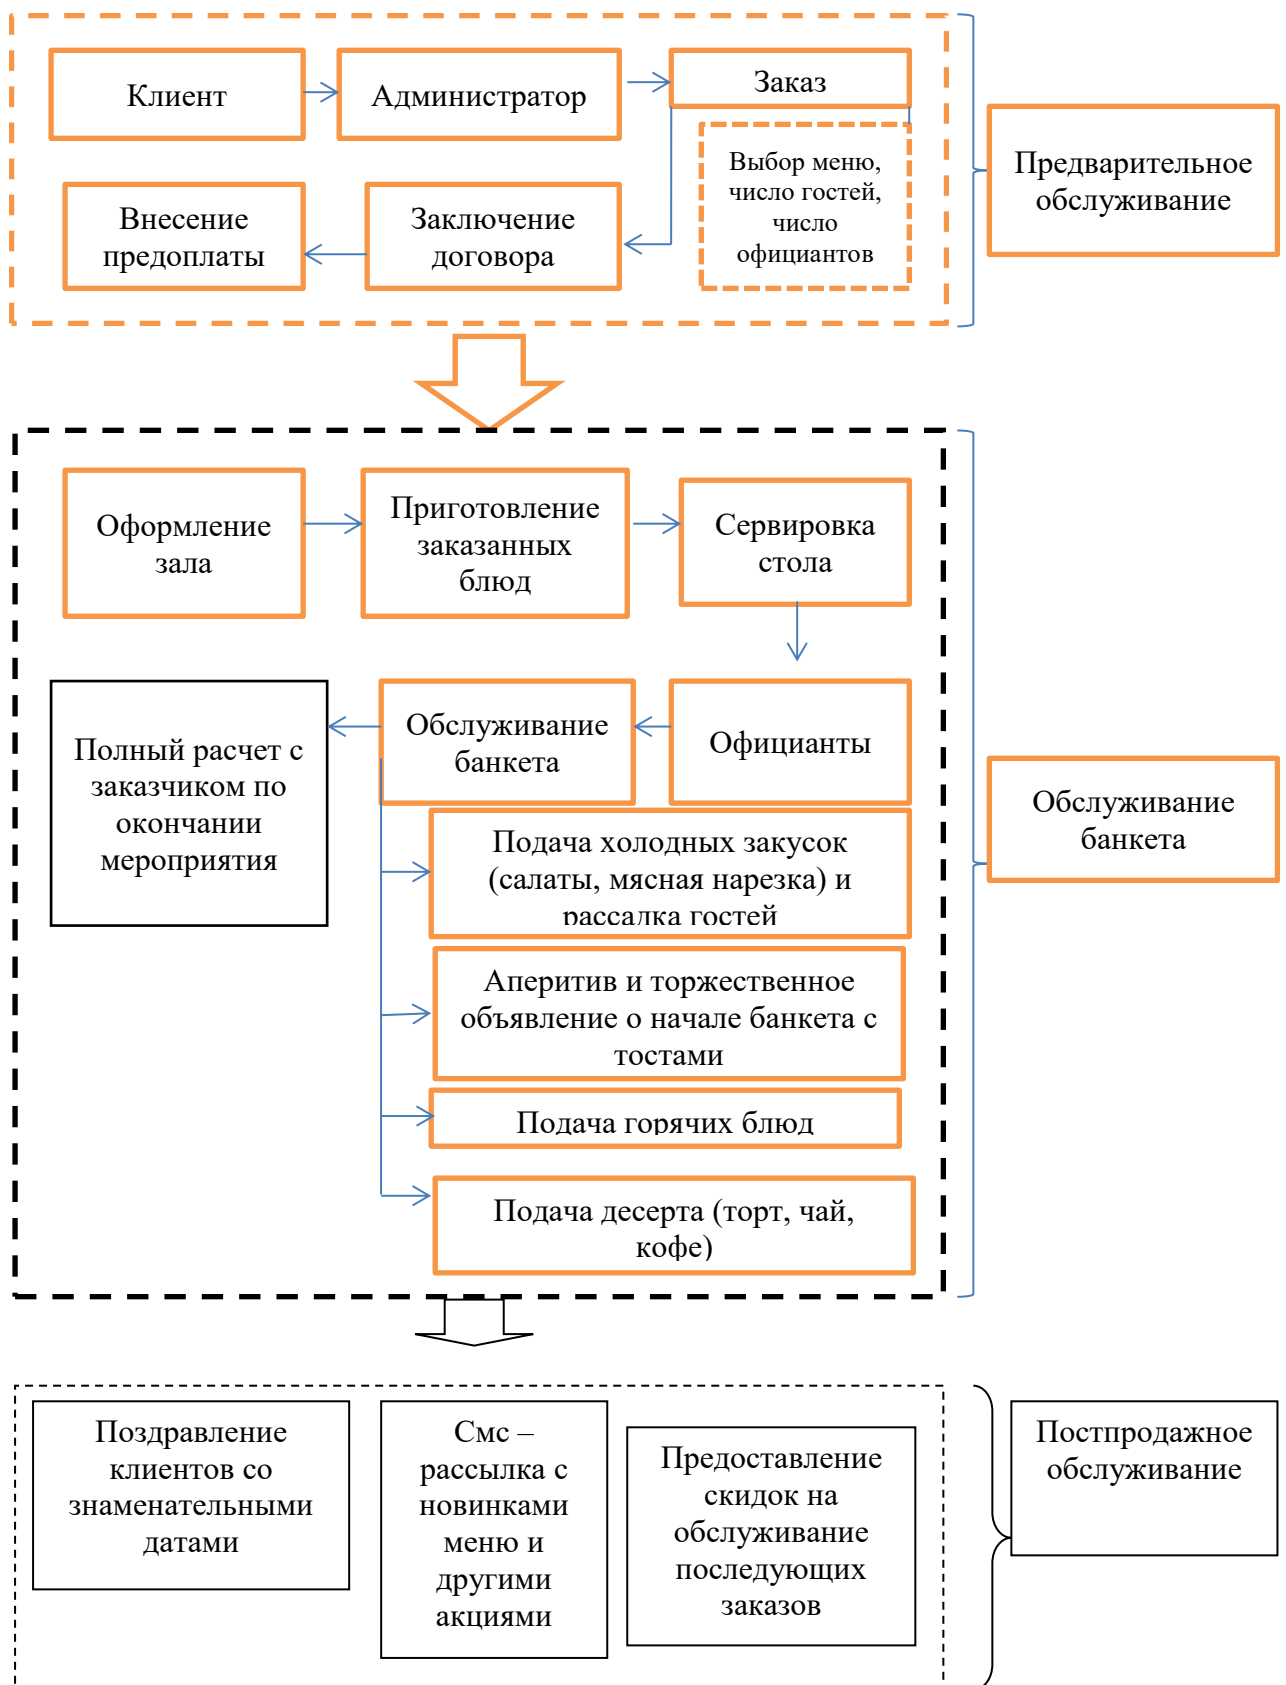 Клиент
Администратор
Заказ
Выбор меню,
число гостей,
число
официантов
Внесение
предоплаты
Заключение
договора
Предварительное
обслуживание
Оформление
зала
Приготовление
заказанных
блюд
Сервировка
стола
Полный расчет с
заказчиком по
окончании
мероприятия
Обслуживание
банкета
Официанты
Подача холодных закусок
(салаты, мясная нарезка) и
рассадка гостей
Аперитив и торжественное
объявление о начале банкета с
тостами
Подача горячих блюд
Подача десерта (торт, чай,
кофе)
Обслуживание
банкета
Поздравление
клиентов со
знаменательными
датами
Смс –
рассылка с
новинками
меню и
другими
акциями
Предоставление
скидок на
обслуживание
последующих
заказов
Постпродажное
обслуживание